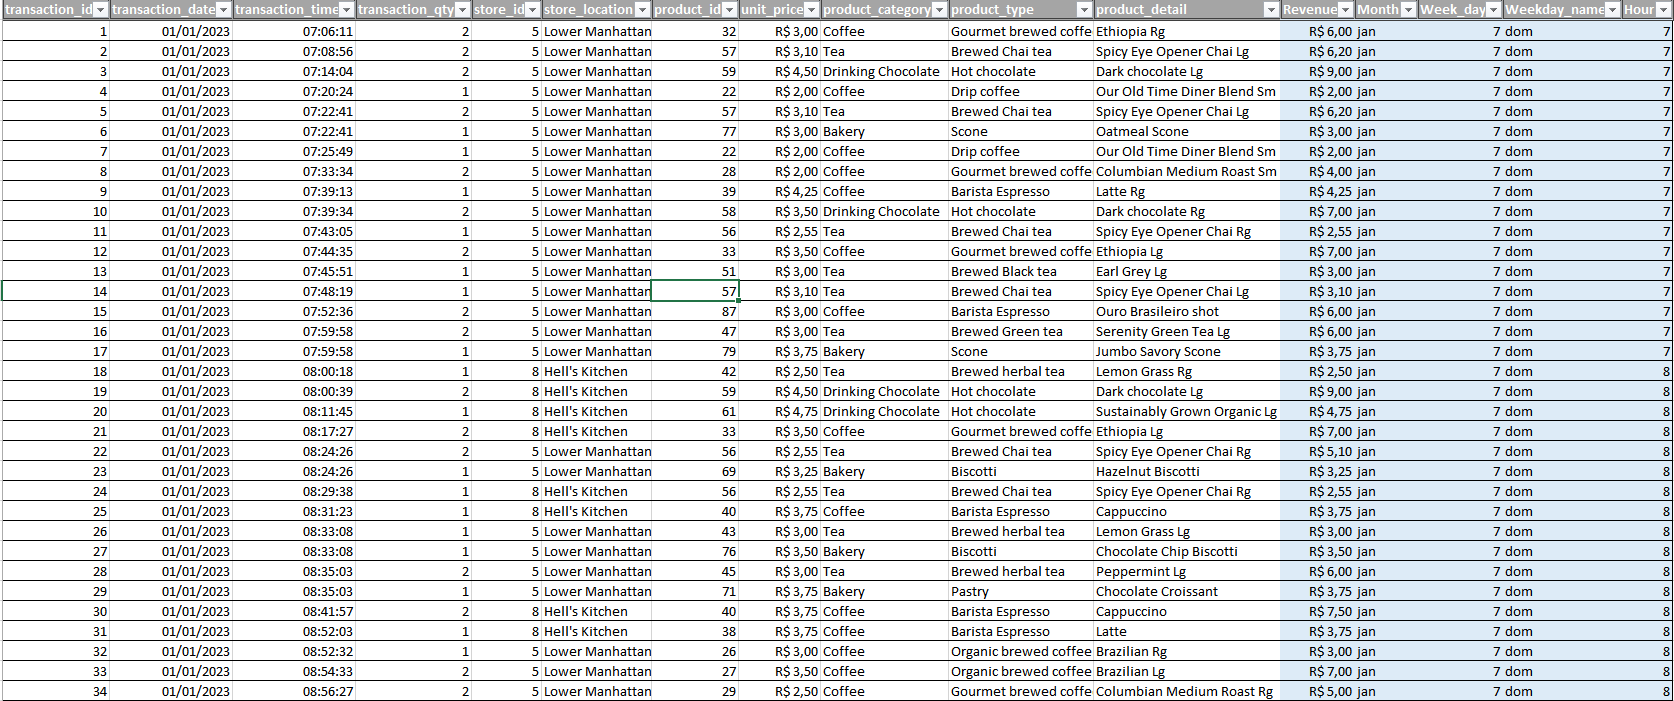 transaction_id transaction_date transaction_time transaction_qty store_id store_location product_id unit_price product_category product_type product_detail Revenue Month Week_day Weekday_name Hour
1 01/01/2023 07:06:11 2 5 Lower Manhattan 32 R$ 3,00 Coffee Gourmet brewed coffe Ethiopia Rg R$ 6,00 jan 7 dom 7
2 01/01/2023 07:08:56 2 5 Lower Manhattan 57 R$ 3,10 Tea Brewed Chai tea Spicy Eye Opener Chai Lg R$ 6,20 jan 7 dom 7
3 01/01/2023 07:14:04 2 5 Lower Manhattan 59 R$ 4,50 Drinking Chocolate Hot chocolate Dark chocolate Lg R$ 9,00 jan 7 dom 7
4 01/01/2023 07:20:24 1 5 Lower Manhattan 22 R$ 2,00 Coffee Drip coffee Our Old Time Diner Blend Sm R$ 2,00 jan 7 dom 7
5 01/01/2023 07:22:41 2 5 Lower Manhattan 57 R$ 3,10 Tea Brewed Chai tea Spicy Eye Opener Chai Lg R$ 6,20 jan 7 dom 7
6 01/01/2023 07:22:41 1 5 Lower Manhattan 77 R$ 3,00 Bakery Scone Oatmeal Scone R$ 3,00 jan 7 dom 7
7 01/01/2023 07:25:49 1 5 Lower Manhattan 22 R$ 2,00 Coffee Drip coffee Our Old Time Diner Blend Sm R$ 2,00 jan 7 dom 7
8 01/01/2023 07:33:34 2 5 Lower Manhattan 28 R$ 2,00 Coffee Gourmet brewed coffe Columbian Medium Roast Sm R$ 4,00 jan 7 dom 7
9 01/01/2023 07:39:13 1 5 Lower Manhattan 39 R$ 4,25 Coffee Barista Espresso Latte Rg R$ 4,25 jan 7 dom 7
10 01/01/2023 07:39:34 2 5 Lower Manhattan 58 R$ 3,50 Drinking Chocolate Hot chocolate Dark chocolate Rg R$ 7,00 jan 7 dom 7
11 01/01/2023 07:43:05 1 5 Lower Manhattan 56 R$ 2,55 Tea Brewed Chai tea Spicy Eye Opener Chai Rg R$ 2,55 jan 7 dom 7
12 01/01/2023 07:44:35 2 5 Lower Manhattan 33 R$ 3,50 Coffee Gourmet brewed coffe Ethiopia Lg R$ 7,00 jan 7 dom 7
13 01/01/2023 07:45:51 1 5 Lower Manhattan 51 R$ 3,00 Tea Brewed Black tea Earl Grey Lg R$ 3,00 jan 7 dom 7
14 01/01/2023 07:48:19 1 5 Lower Manhattan 57 R$ 3,10 Tea Brewed Chai tea Spicy Eye Opener Chai Lg R$ 3,10 jan 7 dom 7
15 01/01/2023 07:52:36 2 5 Lower Manhattan 87 R$ 3,00 Coffee Barista Espresso Ouro Brasileiro shot R$ 6,00 jan 7 dom 7
16 01/01/2023 07:59:58 2 5 Lower Manhattan 47 R$ 3,00 Tea Brewed Green tea Serenity Green Tea Lg R$ 6,00 jan 7 dom 7
17 01/01/2023 07:59:58 1 5 Lower Manhattan 79 R$ 3,75 Bakery Scone Jumbo Savory Scone R$ 3,75 jan 7 dom 7
18 01/01/2023 08:00:18 1 8 Hell's Kitchen 42 R$ 2,50 Tea Brewed herbal tea Lemon Grass Rg R$ 2,50 jan 7 dom 8
19 01/01/2023 08:00:39 2 8 Hell's Kitchen 59 R$ 4,50 Drinking Chocolate Hot chocolate Dark chocolate Lg R$ 9,00 jan 7 dom 8
20 01/01/2023 08:11:45 1 8 Hell's Kitchen 61 R$ 4,75 Drinking Chocolate Hot chocolate Sustainably Grown Organic Lg R$ 4,75 jan 7 dom 8
21 01/01/2023 08:17:27 2 8 Hell's Kitchen 33 R$ 3,50 Coffee Gourmet brewed coffe Ethiopia Lg R$ 7,00 jan 7 dom 8
22 01/01/2023 08:24:26 2 5 Lower Manhattan 56 R$ 2,55 Tea Brewed Chai tea Spicy Eye Opener Chai Rg R$ 5,10 jan 7 dom 8
23 01/01/2023 08:24:26 1 5 Lower Manhattan 69 R$ 3,25 Bakery Biscotti Hazelnut Biscotti R$ 3,25 jan 7 dom 8
24 01/01/2023 08:29:38 1 8 Hell's Kitchen 56 R$ 2,55 Tea Brewed Chai tea Spicy Eye Opener Chai Rg R$ 2,55 jan 7 dom 8
25 01/01/2023 08:31:23 1 8 Hell's Kitchen 40 R$ 3,75 Coffee Barista Espresso Cappuccino R$ 3,75 jan 7 dom 8
26 01/01/2023 08:33:08 1 5 Lower Manhattan 43 R$ 3,00 Tea Brewed herbal tea Lemon Grass Lg R$ 3,00 jan 7 dom 8
27 01/01/2023 08:33:08 1 5 Lower Manhattan 76 R$ 3,50 Bakery Biscotti Chocolate Chip Biscotti R$ 3,50 jan 7 dom 8
28 01/01/2023 08:35:03 2 5 Lower Manhattan 45 R$ 3,00 Tea Brewed herbal tea Peppermint Lg R$ 6,00 jan 7 dom 8
29 01/01/2023 08:35:03 1 5 Lower Manhattan 71 R$ 3,75 Bakery Pastry Chocolate Croissant R$ 3,75 jan 7 dom 8
30 01/01/2023 08:41:57 2 8 Hell's Kitchen 40 R$ 3,75 Coffee Barista Espresso Cappuccino R$ 7,50 jan 7 dom 8
31 01/01/2023 08:52:03 1 8 Hell's Kitchen 38 R$ 3,75 Coffee Barista Espresso Latte R$ 3,75 jan 7 dom 8
32 01/01/2023 08:52:32 1 5 Lower Manhattan 26 R$ 3,00 Coffee Organic brewed coffee Brazilian Rg R$ 3,00 jan 7 dom 8
33 01/01/2023 08:54:33 2 5 Lower Manhattan 27 R$ 3,50 Coffee Organic brewed coffee Brazilian Lg R$ 7,00 jan 7 dom 8
34 01/01/2023 08:56:27 2 5 Lower Manhattan 29 R$ 2,50 Coffee Gourmet brewed coffe Columbian Medium Roast Rg R$ 5,00 jan 7 dom 8